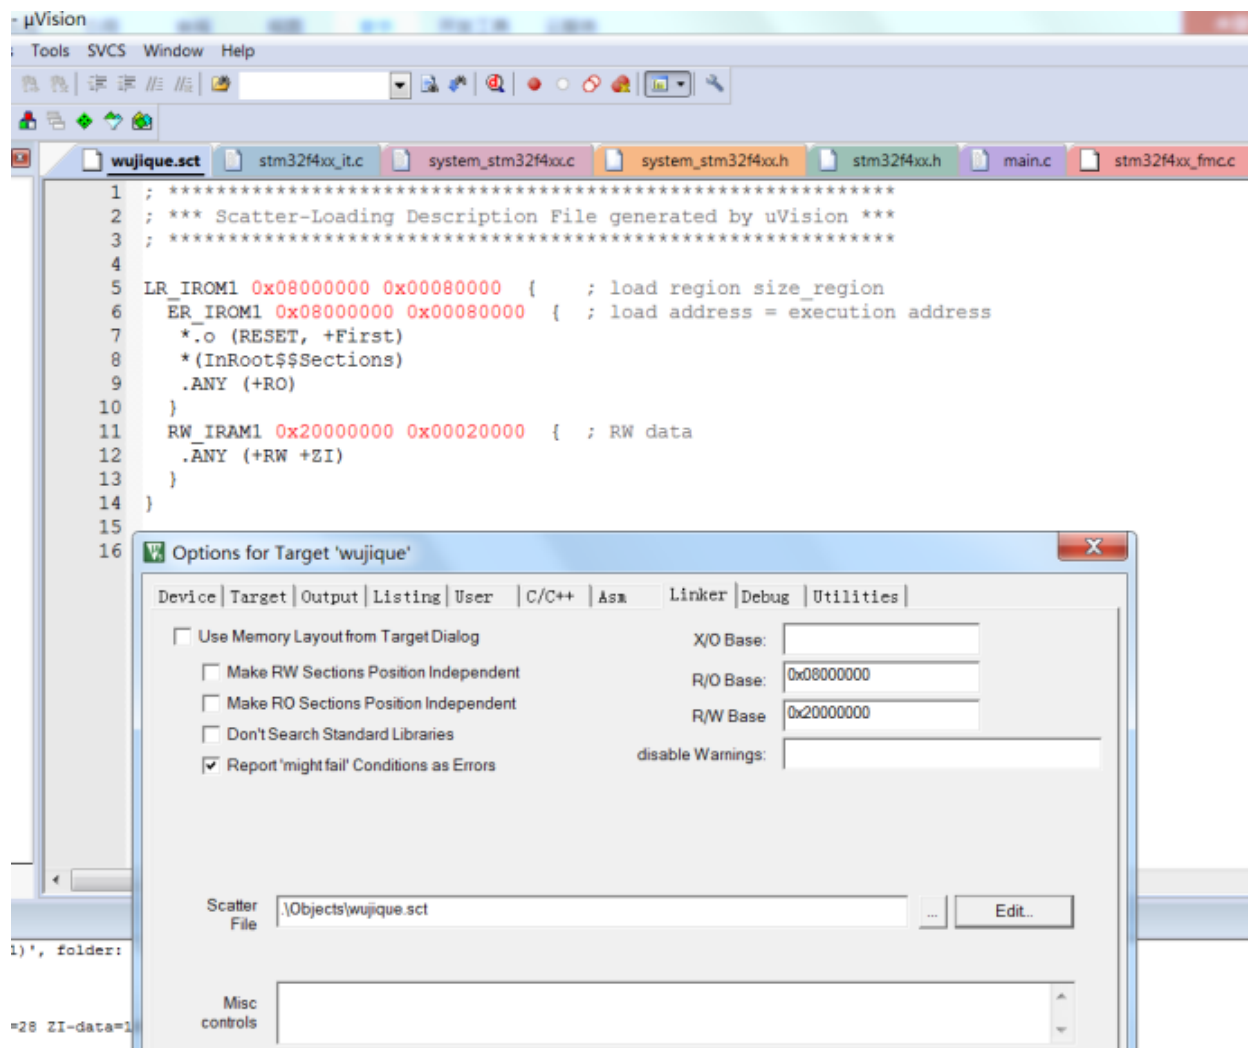 - µVision
Tools SVCS Window Help
wujique.sct stm32f4xx_it.c system_stm32f4xx.c system_stm32f4xx.h stm32f4xx.h main.c stm32f4xx_fmc.c
1 ; *************************************************************
2 ; *** Scatter-Loading Description File generated by uVision ***
3 ; *************************************************************
4
5 LR_IROM1 0x08000000 0x00080000 { ; load region size_region
6 ER_IROM1 0x08000000 0x00080000 { ; load address = execution address
7 *.o (RESET, +First)
8 *(InRoot$$Sections)
9 .ANY (+RO)
10 }
11 RW_IRAM1 0x20000000 0x00020000 { ; RW data
12 .ANY (+RW +ZI)
13 }
14 }
15
16
Options for Target 'wujique'
Device Target Output Listing User C/C++ Asm Linker Debug Utilities
Use Memory Layout from Target Dialog
X/O Base:
Make RW Sections Position Independent
R/O Base: 0x08000000
Make RO Sections Position Independent
R/W Base 0x20000000
Don't Search Standard Libraries
disable Warnings:
Report 'might fail' Conditions as Errors
Scatter File .\Objects\wujique.sct ... Edit...
1)', folder:
Misc controls
=28 ZI-data=1